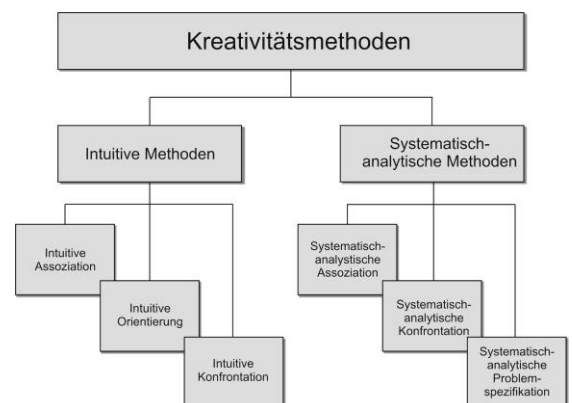 Kreativitätsmethoden
Intuitive Methoden
Systematisch-
analytische Methoden
Intuitive
Assoziation
Intuitive
Orientierung
Intuitive
Konfrontation
Systematisch-
analystische
Assoziation
Systematisch-
analytische
Konfrontation
Systematisch-
analytische
Problem-
spezifikation